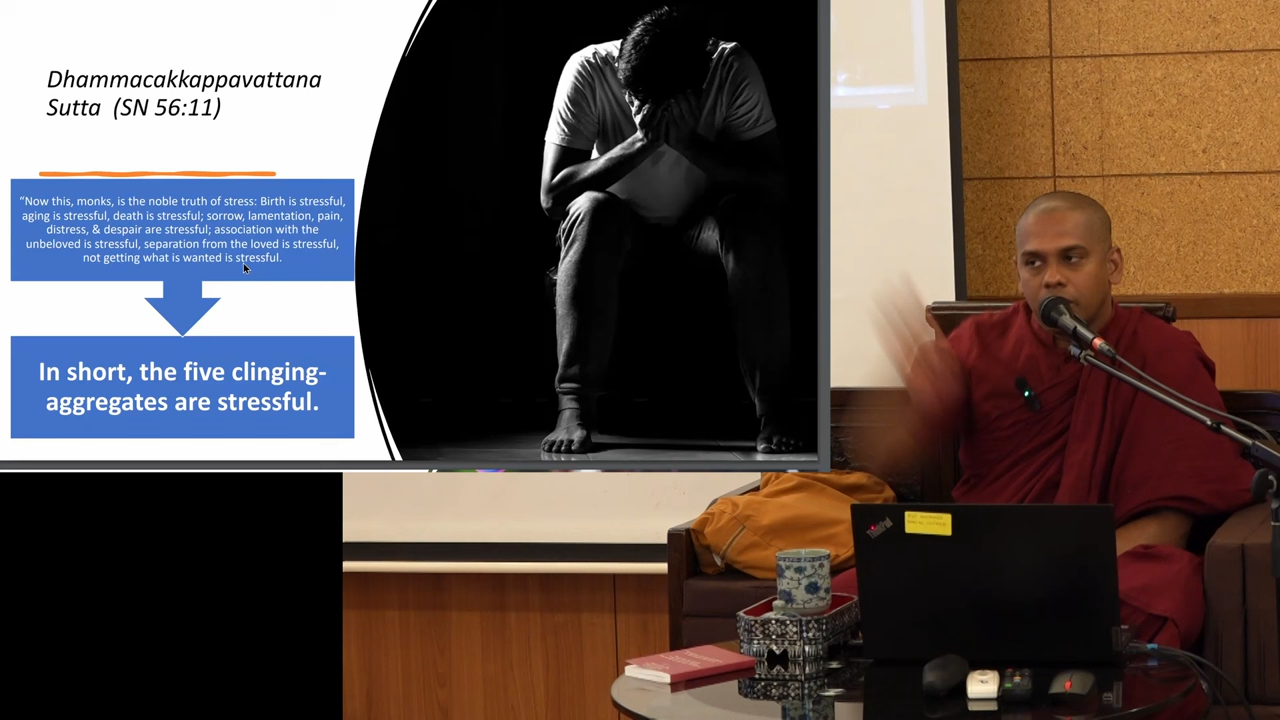 Dhammacakkappavattana
Sutta (SN 56:11)
"Now this, monks, is the noble truth of stress: Birth is stressful,
aging is stressful, death is stressful; sorrow, lamentation, pain,
distress, & despair are stressful; association with the
unbeloved is stressful, separation from the loved is stressful,
not getting what is wanted is stressful.
In short, the five clinging-
aggregates are stressful.
ThinkPad